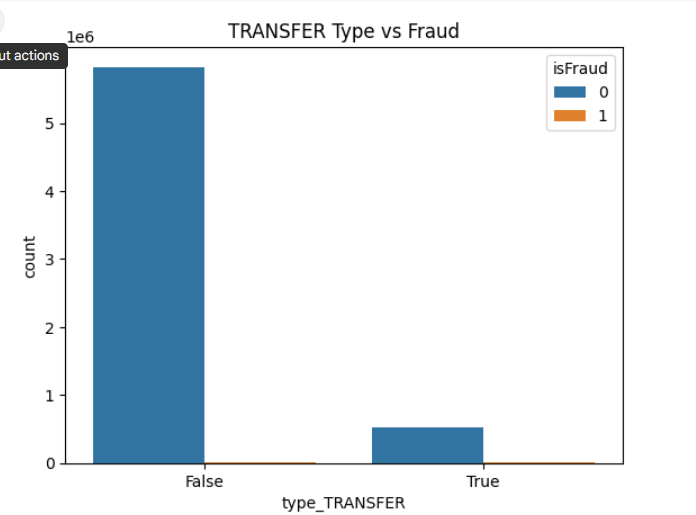 TRANSFER Type vs Fraud
1e6
ut actions
isFraud
0
1
5
4
3
2
1
0
count
False True
type_TRANSFER